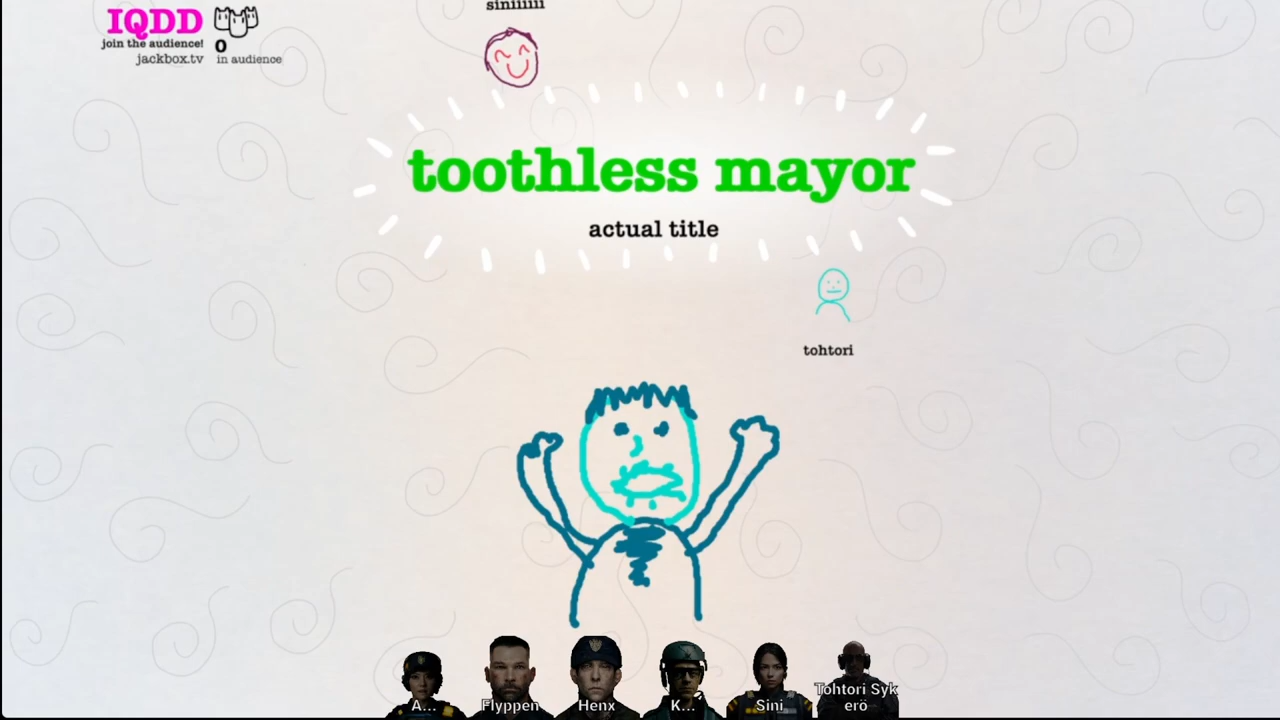 siniiiiii
IQDD
join the audience!
jackbox.tv
0
in audience
toothless mayor
actual title
tohtori
A...
Flyppen
Henx
K...
Sini
Tohtori Syk
erö